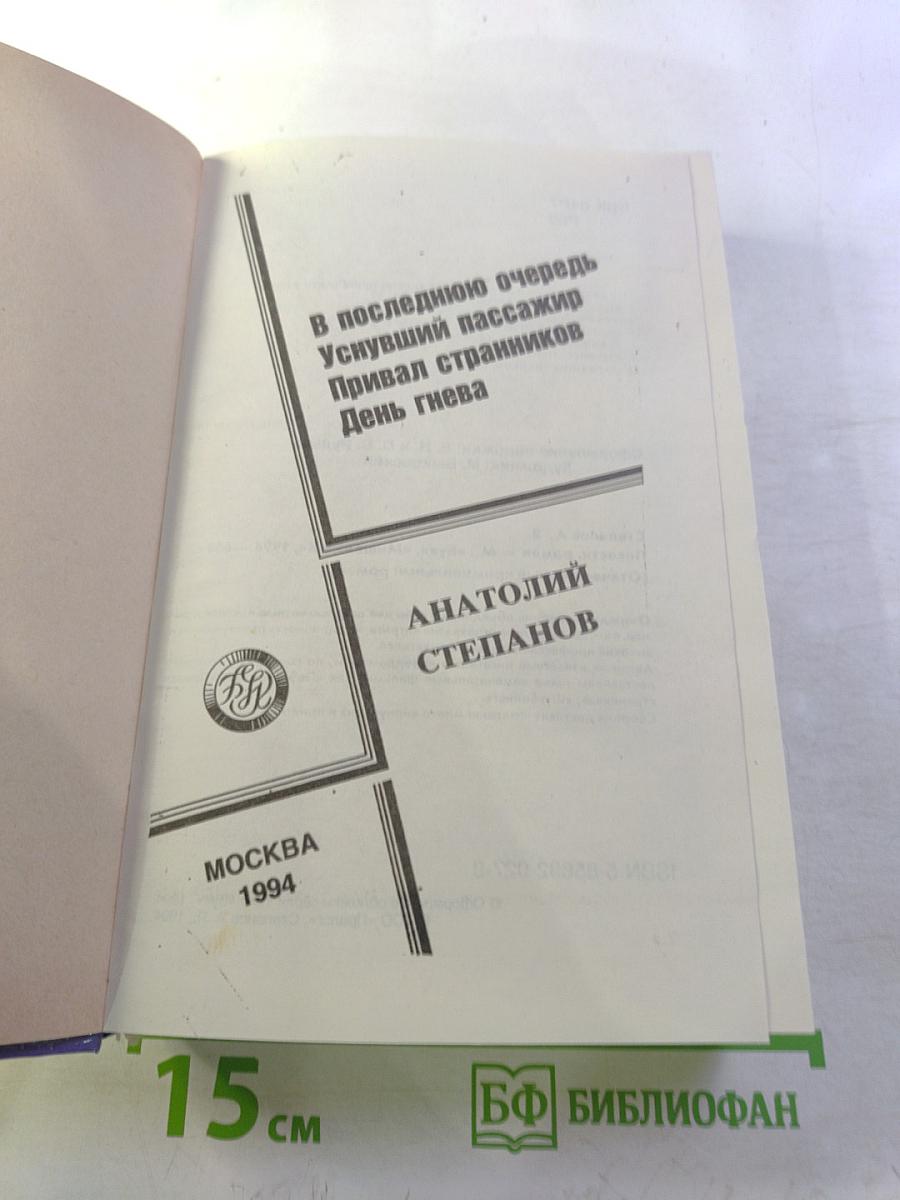 В последнюю очередь
Уснувший пассажир
Привал странников
День гнева
АНАТОЛИЙ
СТЕПАНОВ
МОСКВА
1994
15 см
БФ БИБЛИОФАН